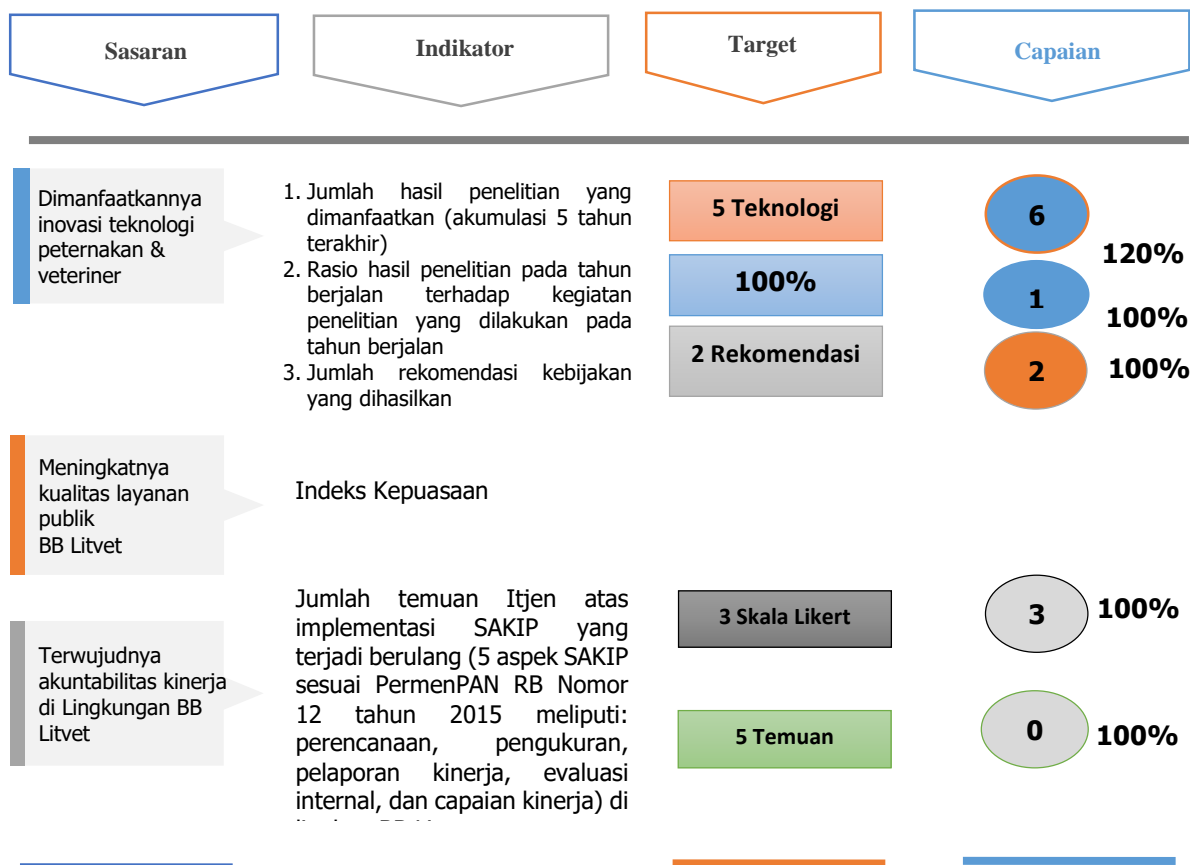 Sasaran
Indikator
Target
Capaian
Dimanfaatkannya
inovasi teknologi
peternakan &
veteriner
1. Jumlah hasil penelitian yang
dimanfaatkan (akumulasi 5 tahun
terakhir)
2. Rasio hasil penelitian pada tahun
berjalan terhadap kegiatan
penelitian yang dilakukan pada
tahun berjalan
3. Jumlah rekomendasi kebijakan
yang dihasilkan
5 Teknologi
100%
2 Rekomendasi
6
120%
1
100%
2
100%
Meningkatnya
kualitas layanan
publik
BB Litvet
Indeks Kepuasaan
Terwujudnya
akuntabilitas kinerja
di Lingkungan BB
Litvet
Jumlah temuan Itjen atas
implementasi SAKIP yang
terjadi berulang (5 aspek SAKIP
sesuai PermenPAN RB Nomor
12 tahun 2015 meliputi:
perencanaan, pengukuran,
pelaporan kinerja, evaluasi
internal, dan capaian kinerja) di
3 Skala Likert
3
100%
5 Temuan
0
100%